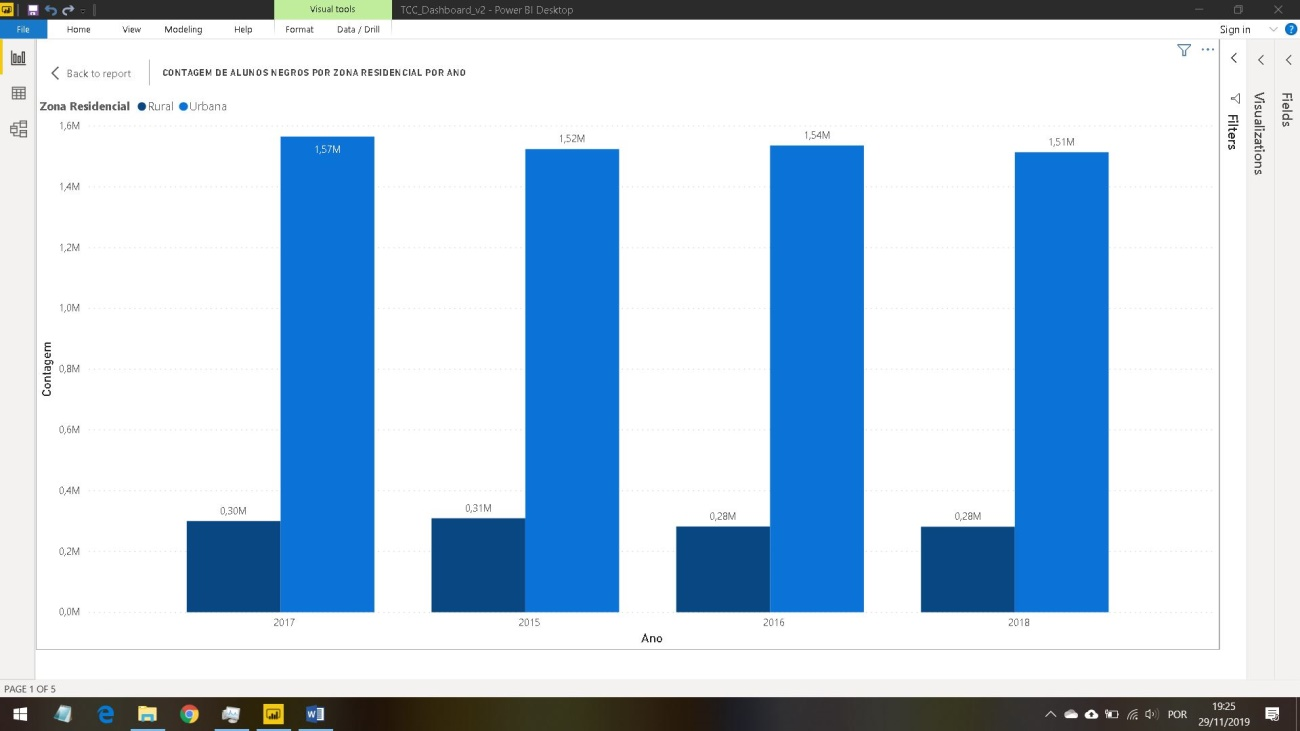 Visual tools
TCC_Dashboard_v2 - Power BI Desktop
File Home View Modeling Help Format Data / Drill
Sign in
?
Back to report
CONTAGEM DE ALUNOS NEGROS POR ZONA RESIDENCIAL POR ANO
Zona Residencial Rural Urbana
1,6M
1,4M
1,2M
1,0M
0,8M
0,6M
0,4M
0,2M
0,0M
Contagem
0,30M
1,57M
0,31M
1,52M
0,28M
1,54M
0,28M
1,51M
2017 2015 2016 2018
Ano
Filters
Visualizations
Fields
PAGE 1 OF 5
POR
19:25
29/11/2019